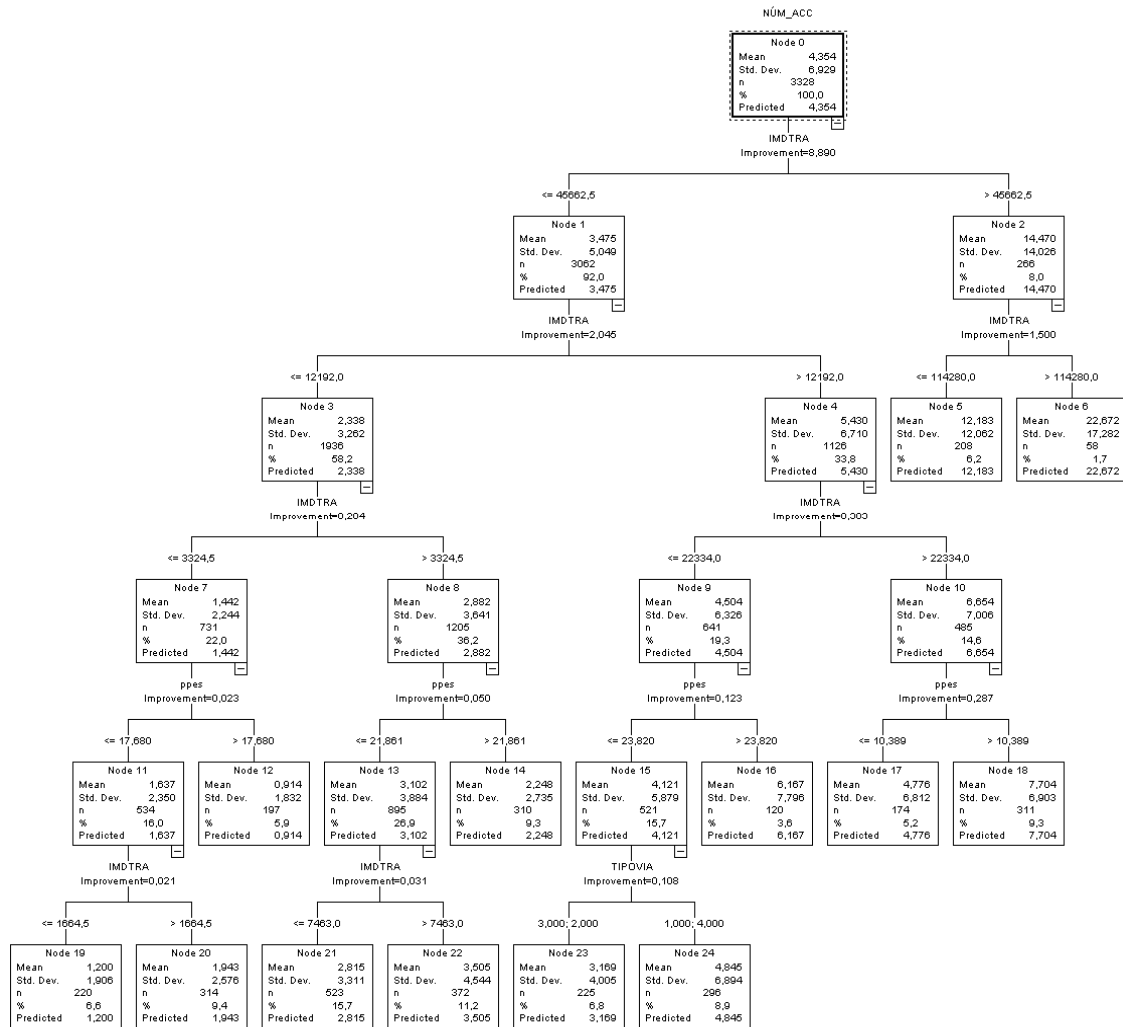 NÚM_ACC
Node 0
Mean 4,354
Std. Dev. 6,929
n 3328
% 100,0
Predicted 4,354
IMDTRA
Improvement=8,890
<= 45662,5
> 45662,5
Node 1
Mean 3,475
Std. Dev. 5,049
n 3062
% 92,0
Predicted 3,475
Node 2
Mean 14,470
Std. Dev. 14,026
n 266
% 8,0
Predicted 14,470
IMDTRA
Improvement=2,045
IMDTRA
Improvement=1,500
<= 12192,0
> 12192,0
<= 114280,0
> 114280,0
Node 3
Mean 2,338
Std. Dev. 3,262
n 1936
% 58,2
Predicted 2,338
Node 4
Mean 5,430
Std. Dev. 6,710
n 1126
% 33,8
Predicted 5,430
Node 5
Mean 12,183
Std. Dev. 12,062
n 208
% 6,2
Predicted 12,183
Node 6
Mean 22,672
Std. Dev. 17,282
n 58
% 1,7
Predicted 22,672
IMDTRA
Improvement=0,204
IMDTRA
Improvement=0,303
<= 3324,5
> 3324,5
<= 22334,0
> 22334,0
Node 7
Mean 1,442
Std. Dev. 2,244
n 731
% 22,0
Predicted 1,442
Node 8
Mean 2,882
Std. Dev. 3,641
n 1205
% 36,2
Predicted 2,882
Node 9
Mean 4,504
Std. Dev. 6,326
n 641
% 19,3
Predicted 4,504
Node 10
Mean 6,654
Std. Dev. 7,006
n 485
% 14,6
Predicted 6,654
ppes
Improvement=0,023
ppes
Improvement=0,050
ppes
Improvement=0,123
ppes
Improvement=0,287
<= 17,680
> 17,680
<= 21,861
> 21,861
<= 23,820
> 23,820
<= 10,389
> 10,389
Node 11
Mean 1,637
Std. Dev. 2,350
n 534
% 16,0
Predicted 1,637
Node 12
Mean 0,914
Std. Dev. 1,832
n 197
% 5,9
Predicted 0,914
Node 13
Mean 3,102
Std. Dev. 3,884
n 895
% 26,9
Predicted 3,102
Node 14
Mean 2,248
Std. Dev. 2,735
n 310
% 9,3
Predicted 2,248
Node 15
Mean 4,121
Std. Dev. 5,879
n 521
% 15,7
Predicted 4,121
Node 16
Mean 6,167
Std. Dev. 7,796
n 120
% 3,6
Predicted 6,167
Node 17
Mean 4,776
Std. Dev. 6,812
n 174
% 5,2
Predicted 4,776
Node 18
Mean 7,704
Std. Dev. 6,903
n 311
% 9,3
Predicted 7,704
IMDTRA
Improvement=0,021
IMDTRA
Improvement=0,031
TIPOVIA
Improvement=0,108
<= 1664,5
> 1664,5
<= 7463,0
> 7463,0
3,000; 2,000
1,000; 4,000
Node 19
Mean 1,200
Std. Dev. 1,906
n 220
% 6,6
Predicted 1,200
Node 20
Mean 1,943
Std. Dev. 2,576
n 314
% 9,4
Predicted 1,943
Node 21
Mean 2,815
Std. Dev. 3,311
n 523
% 15,7
Predicted 2,815
Node 22
Mean 3,505
Std. Dev. 4,544
n 372
% 11,2
Predicted 3,505
Node 23
Mean 3,169
Std. Dev. 4,005
n 225
% 6,8
Predicted 3,169
Node 24
Mean 4,845
Std. Dev. 6,894
n 296
% 8,9
Predicted 4,845